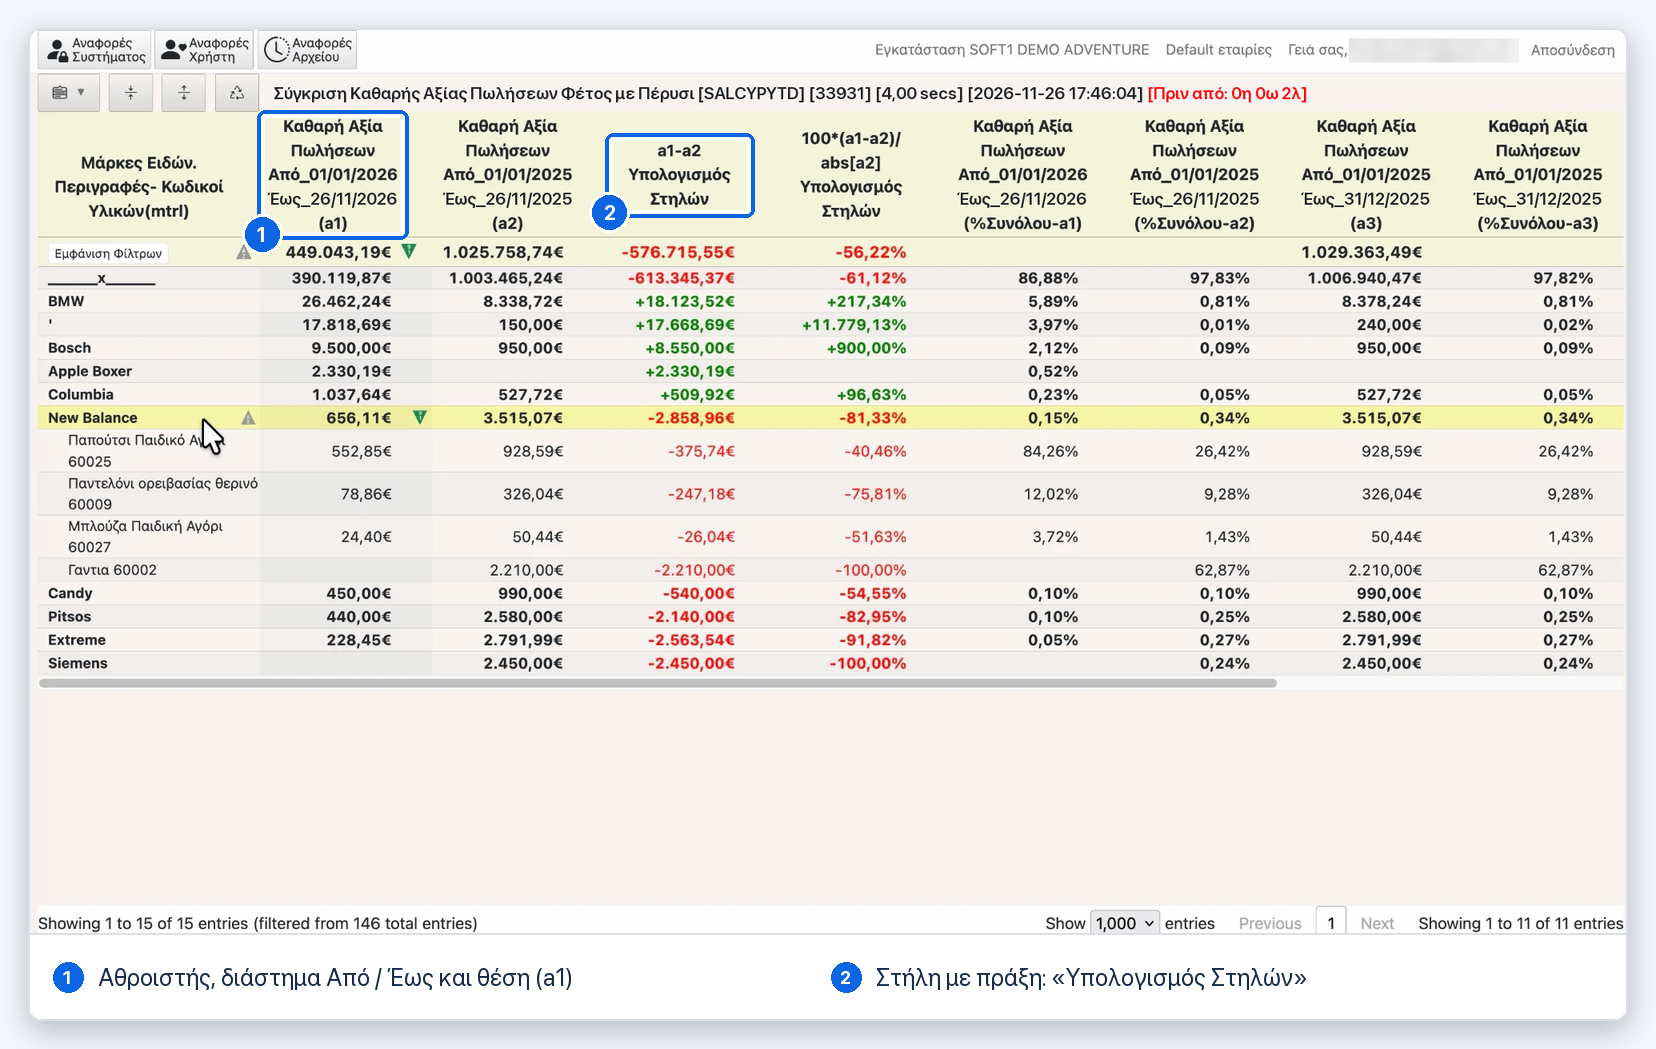 Αναφορές Συστήματος
Αναφορές Χρήστη
Αναφορές Αρχείου
Εγκατάσταση SOFT1 DEMO ADVENTURE Default εταιρίες Γειά σας, Αποσύνδεση
Σύγκριση Καθαρής Αξίας Πωλήσεων Φέτος με Πέρυσι [SALCYPYTD] [33931] [4,00 secs] [2026-11-26 17:46:04] [Πριν από: 0η 0ω 2λ]
Μάρκες Ειδών.
Περιγραφές- Κωδικοί
Υλικών(mtrl)
Καθαρή Αξία
Πωλήσεων
Από_01/01/2026
Έως_26/11/2026
(a1)
Καθαρή Αξία
Πωλήσεων
Από_01/01/2025
Έως_26/11/2025
(a2)
a1-a2
Υπολογισμός
Στηλών
100*(a1-a2)/
abs[a2]
Υπολογισμός
Στηλών
Καθαρή Αξία
Πωλήσεων
Από_01/01/2026
Έως_26/11/2026
(%Συνόλου-a1)
Καθαρή Αξία
Πωλήσεων
Από_01/01/2025
Έως_26/11/2025
(%Συνόλου-a2)
Καθαρή Αξία
Πωλήσεων
Από_01/01/2025
Έως_31/12/2025
(a3)
Καθαρή Αξία
Πωλήσεων
Από_01/01/2025
Έως_31/12/2025
(%Συνόλου-a3)
1
2
Εμφάνιση Φίλτρων 449.043,19€ 1.025.758,74€ -576.715,55€ -56,22% 1.029.363,49€
______x______ 390.119,87€ 1.003.465,24€ -613.345,37€ -61,12% 86,88% 97,83% 1.006.940,47€ 97,82%
BMW 26.462,24€ 8.338,72€ +18.123,52€ +217,34% 5,89% 0,81% 8.378,24€ 0,81%
' 17.818,69€ 150,00€ +17.668,69€ +11.779,13% 3,97% 0,01% 240,00€ 0,02%
Bosch 9.500,00€ 950,00€ +8.550,00€ +900,00% 2,12% 0,09% 950,00€ 0,09%
Apple Boxer 2.330,19€ +2.330,19€ 0,52%
Columbia 1.037,64€ 527,72€ +509,92€ +96,63% 0,23% 0,05% 527,72€ 0,05%
New Balance 656,11€ 3.515,07€ -2.858,96€ -81,33% 0,15% 0,34% 3.515,07€ 0,34%
Παπούτσι Παιδικό
60025 552,85€ 928,59€ -375,74€ -40,46% 84,26% 26,42% 928,59€ 26,42%
Παντελόνι ορειβασίας θερινό
60009 78,86€ 326,04€ -247,18€ -75,81% 12,02% 9,28% 326,04€ 9,28%
Μπλούζα Παιδική Αγόρι
60027 24,40€ 50,44€ -26,04€ -51,63% 3,72% 1,43% 50,44€ 1,43%
Γαντια 60002 2.210,00€ -2.210,00€ -100,00% 62,87% 2.210,00€ 62,87%
Candy 450,00€ 990,00€ -540,00€ -54,55% 0,10% 0,10% 990,00€ 0,10%
Pitsos 440,00€ 2.580,00€ -2.140,00€ -82,95% 0,10% 0,25% 2.580,00€ 0,25%
Extreme 228,45€ 2.791,99€ -2.563,54€ -91,82% 0,05% 0,27% 2.791,99€ 0,27%
Siemens 2.450,00€ -2.450,00€ -100,00% 0,24% 2.450,00€ 0,24%
Showing 1 to 15 of 15 entries (filtered from 146 total entries) Show 1,000 entries Previous 1 Next Showing 1 to 11 of 11 entries
1 Αθροιστής, διάστημα Από / Έως και θέση (a1)
2 Στήλη με πράξη: «Υπολογισμός Στηλών»